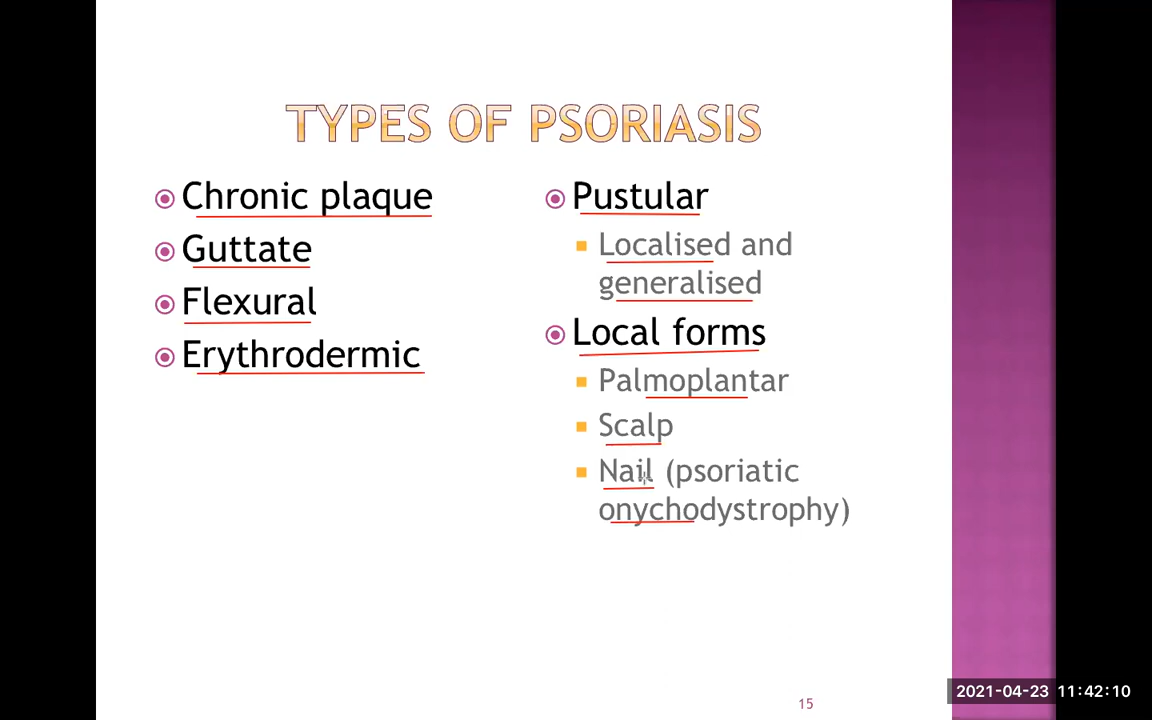 TYPES OF PSORIASIS
Chronic plaque
Guttate
Flexural
Erythrodermic
Pustular
Localised and
generalised
Local forms
Palmoplantar
Scalp
Nail (psoriatic
onychodystrophy)
15
2021-04-23 11:42:10